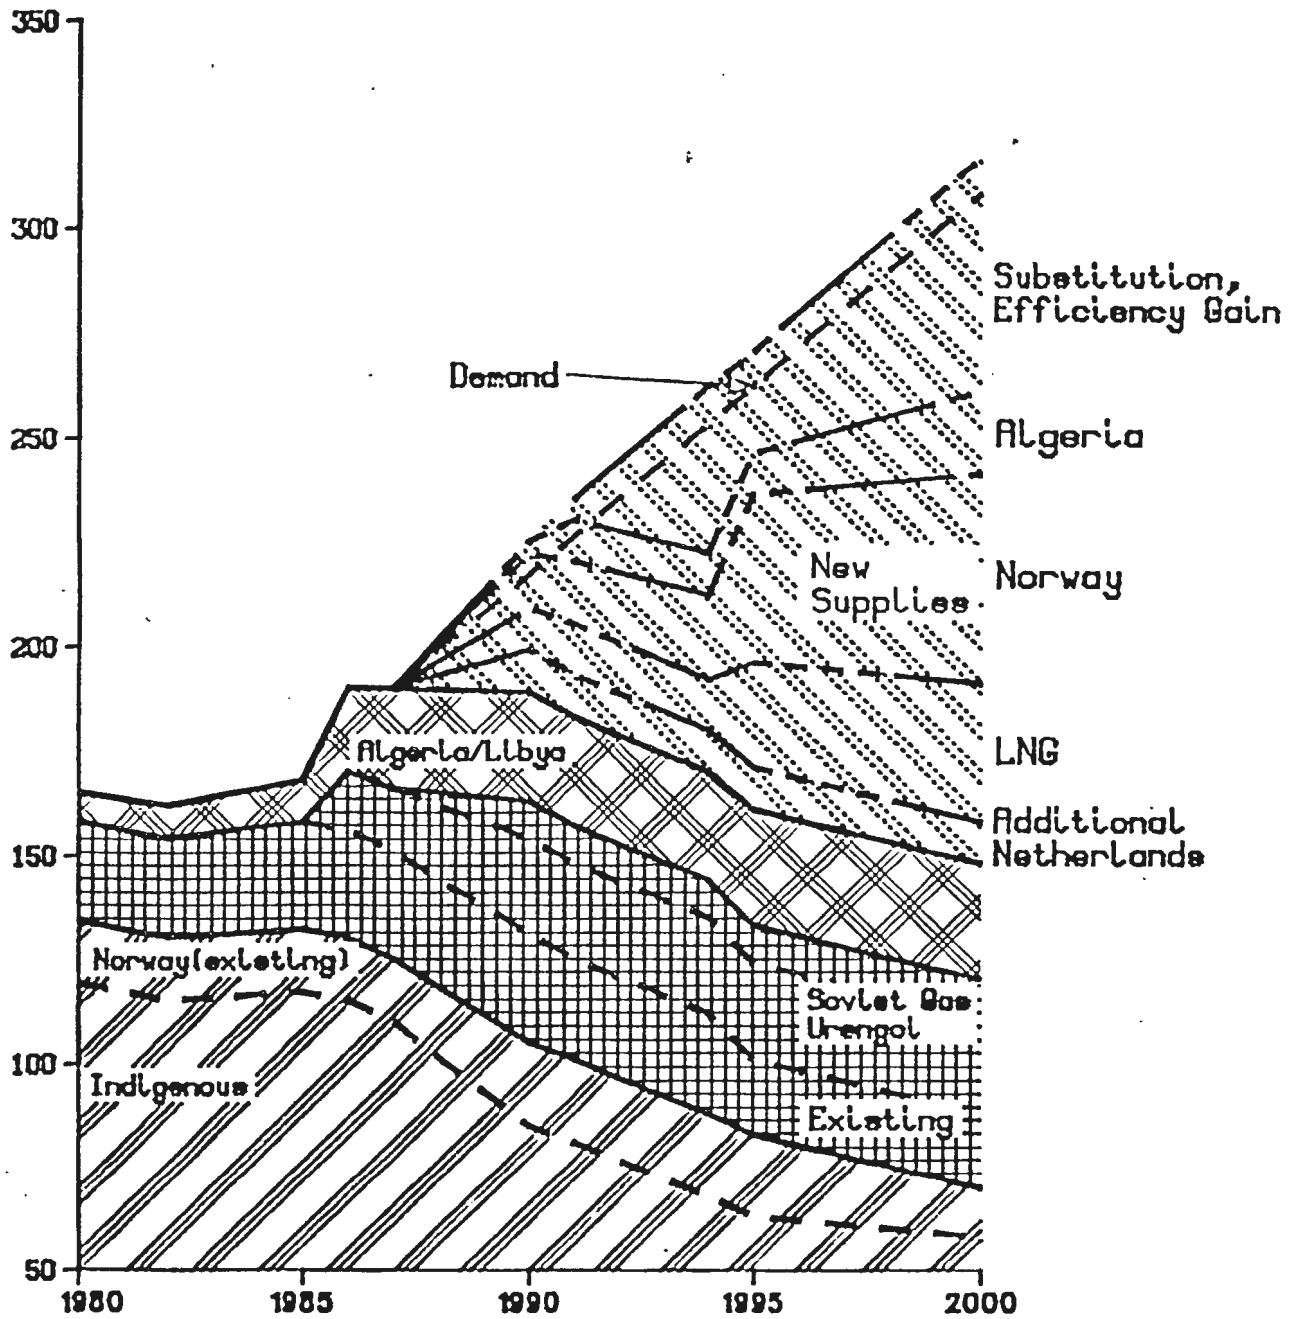 350
300
250
200
150
100
50
1980
1985
1990
1995
2000
Demand
Substitution,
Efficiency Gain
Algeria
New
Supplies
Norway
LNG
Additional
Netherlands
Algeria/Libya
Norway(existing)
Indigenous
Soviet Gas
Urengoi
Existing